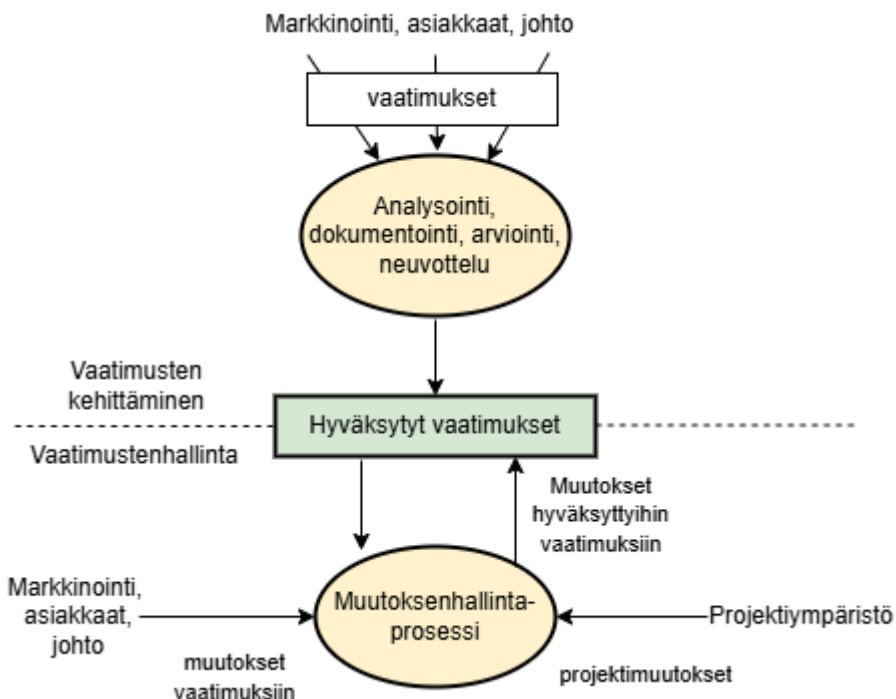 Markkinointi, asiakkaat, johto
vaatimukset
Analysointi,
dokumentointi, arviointi,
neuvottelu
Vaatimusten
kehittäminen
Hyväksytyt vaatimukset
Vaatimustenhallinta
Muutokset
hyväksyttyihin
vaatimuksiin
Markkinointi,
asiakkaat,
johto
muutokset
vaatimuksiin
Muutoksenhallinta-
prosessi
Projektiympäristö
projektimuutokset